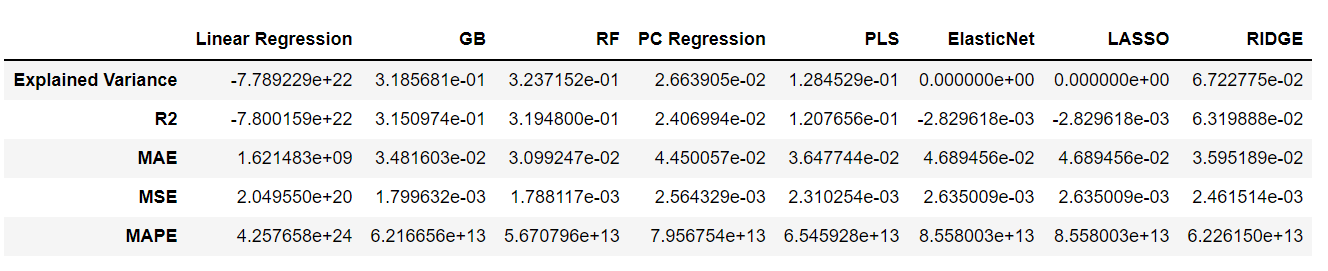 Linear Regression GB RF PC Regression PLS ElasticNet LASSO RIDGE
Explained Variance -7.789229e+22 3.185681e-01 3.237152e-01 2.663905e-02 1.284529e-01 0.000000e+00 0.000000e+00 6.722775e-02
R2 -7.800159e+22 3.150974e-01 3.194800e-01 2.406994e-02 1.207656e-01 -2.829618e-03 -2.829618e-03 6.319888e-02
MAE 1.621483e+09 3.481603e-02 3.099247e-02 4.450057e-02 3.647744e-02 4.689456e-02 4.689456e-02 3.595189e-02
MSE 2.049550e+20 1.799632e-03 1.788117e-03 2.564329e-03 2.310254e-03 2.635009e-03 2.635009e-03 2.461514e-03
MAPE 4.257658e+24 6.216656e+13 5.670796e+13 7.956754e+13 6.545928e+13 8.558003e+13 8.558003e+13 6.226150e+13